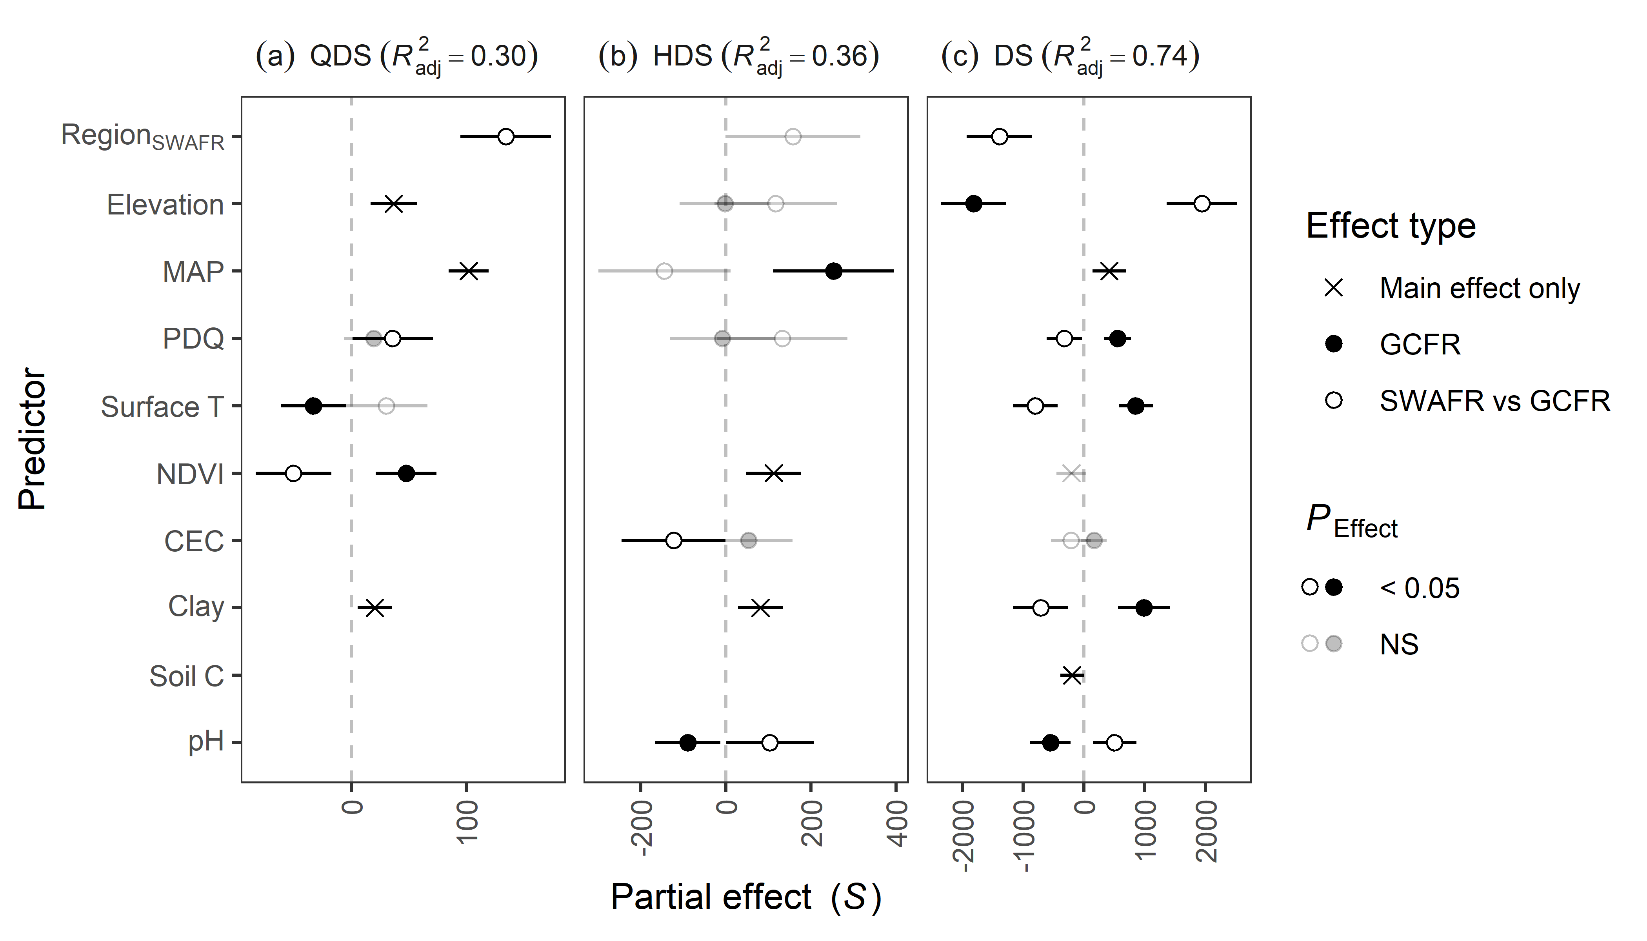 (a) QDS (R²adj = 0.30)
(b) HDS (R²adj = 0.36)
(c) DS (R²adj = 0.74)
Predictor
RegionSWAFR
Elevation
MAP
PDQ
Surface T
NDVI
CEC
Clay
Soil C
pH
0
100
-200
0
200
400
-2000
-1000
0
1000
2000
Partial effect (S)
Effect type
Main effect only
GCFR
SWAFR vs GCFR
PEffect
< 0.05
NS